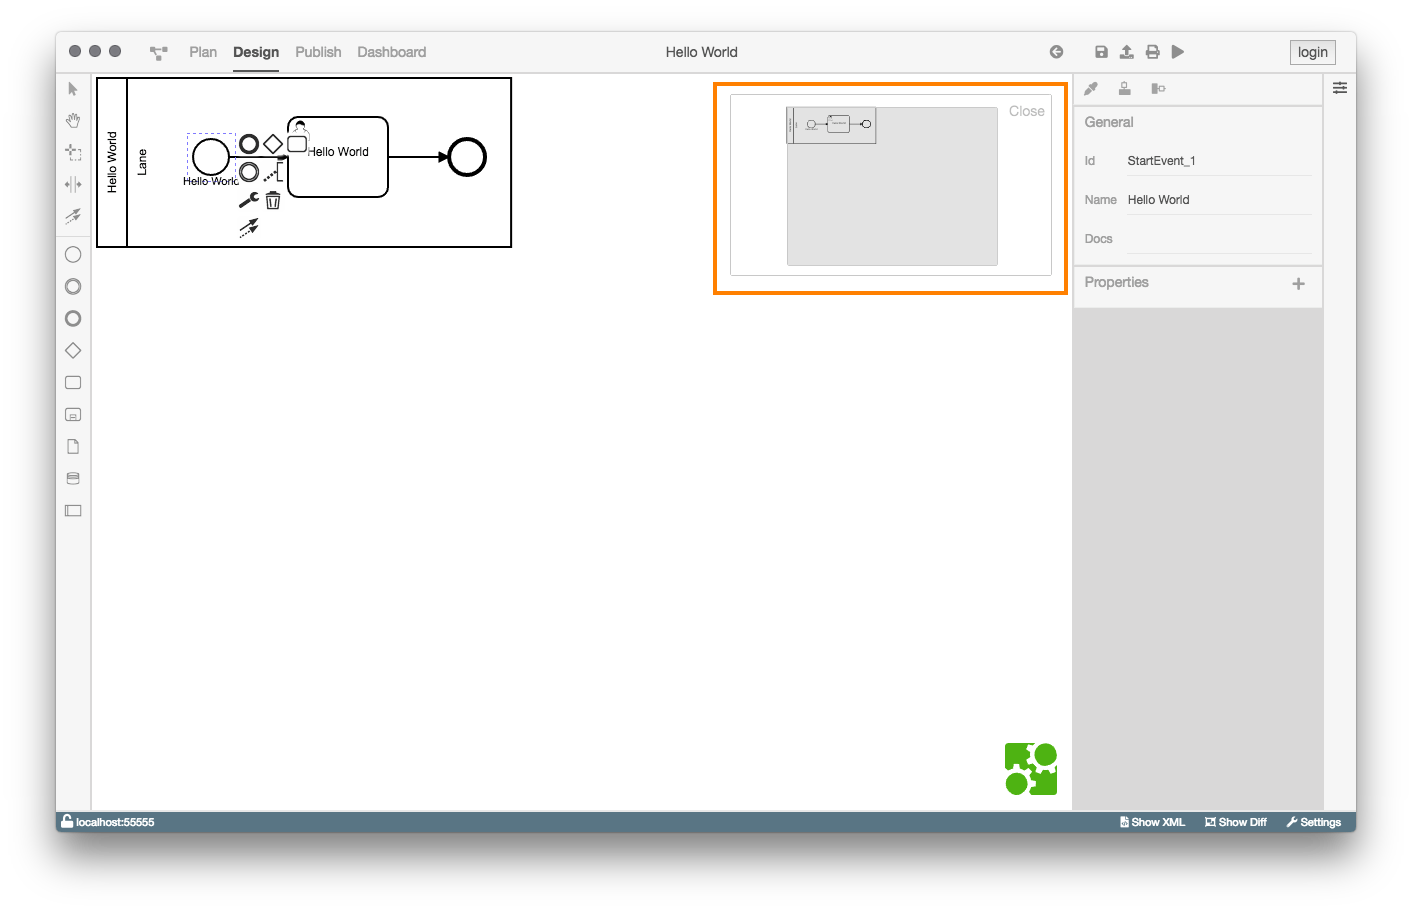 Plan Design Publish Dashboard
Hello World
login
Hello World
Lane
Hello World
Hello World
Close
General
Id StartEvent_1
Name Hello World
Docs
Properties
localhost:55555
Show XML Show Diff Settings